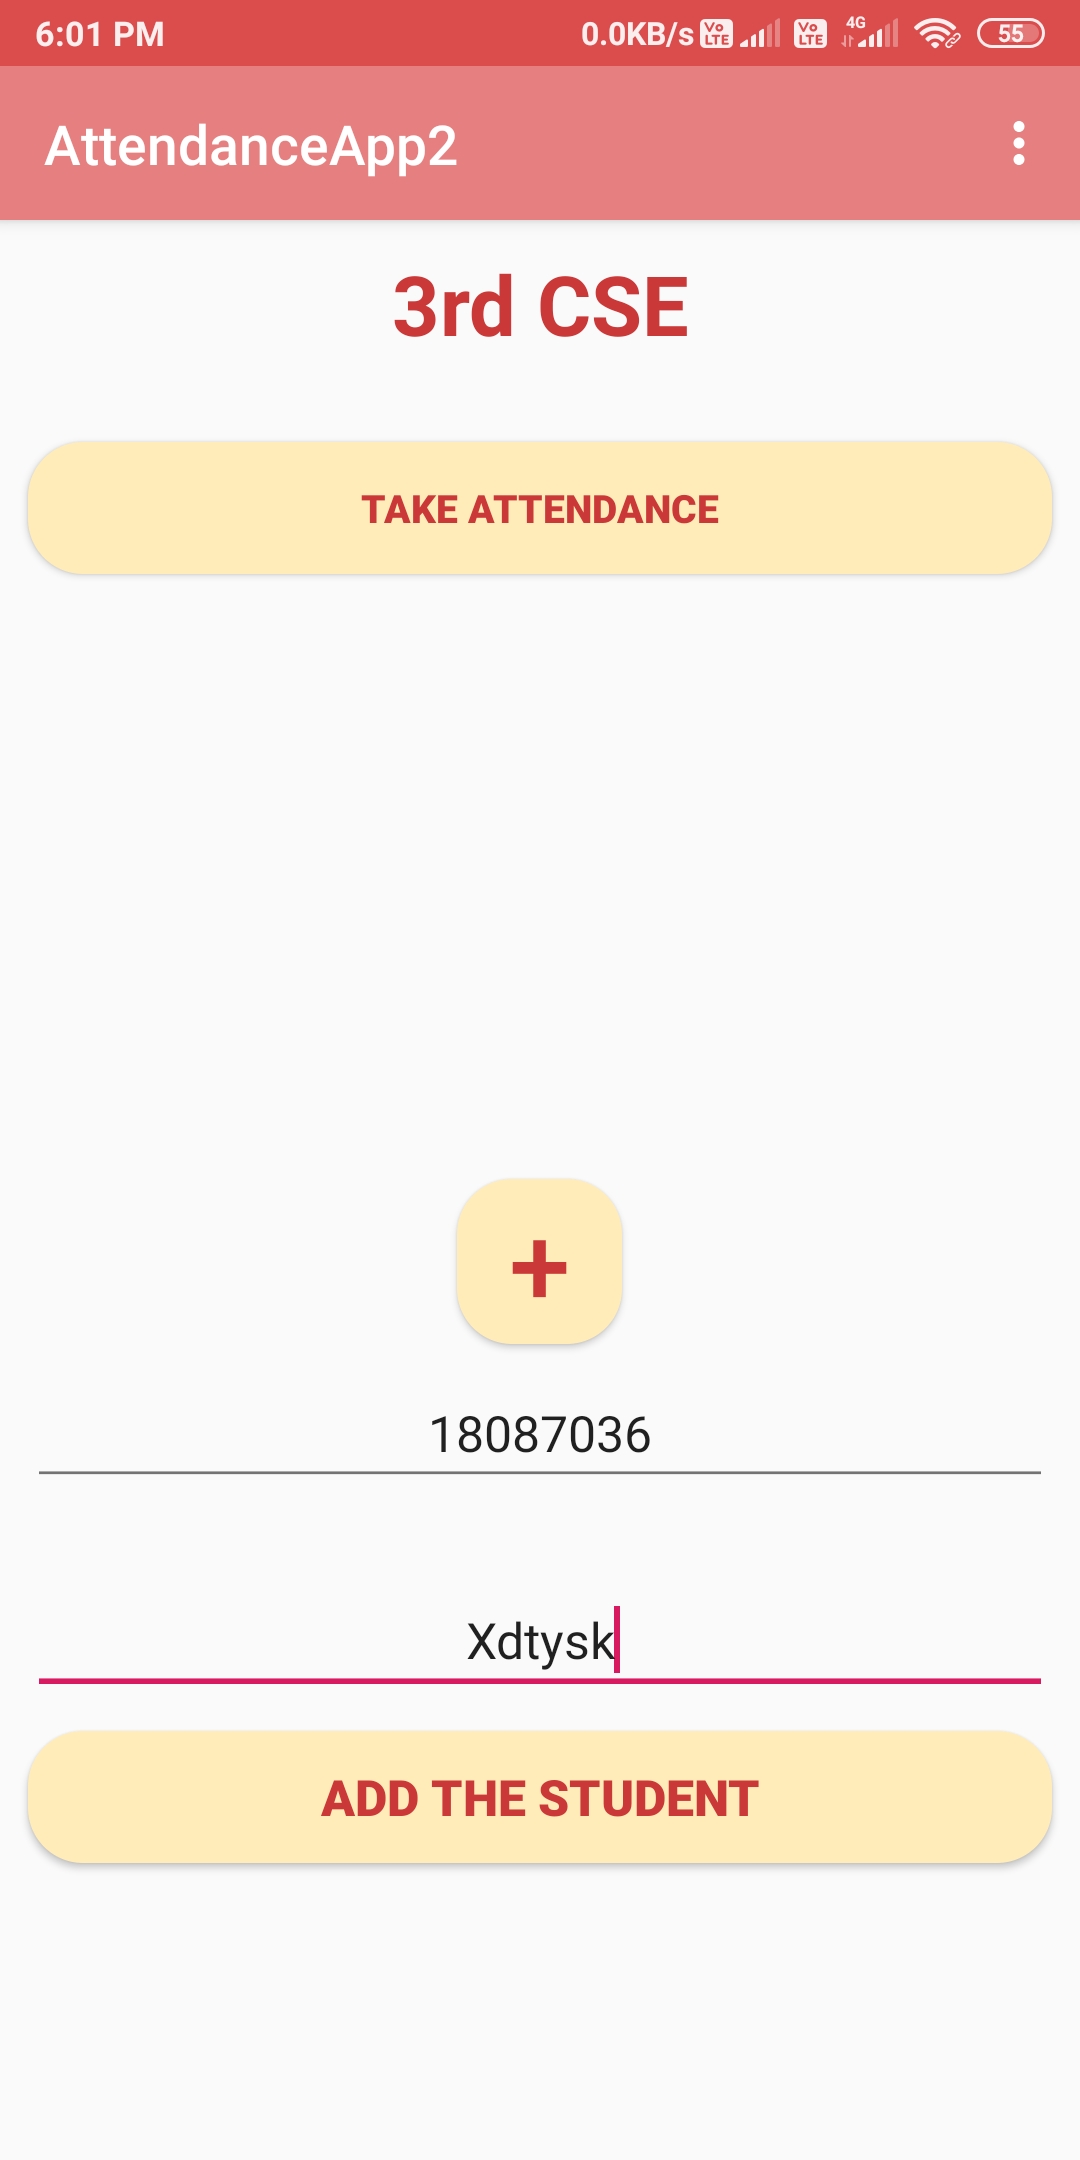 6:01 PM 0.0KB/s Vo LTE Vo LTE 4G 55
AttendanceApp2
3rd CSE
TAKE ATTENDANCE
+
18087036
Xdtysk
ADD THE STUDENT